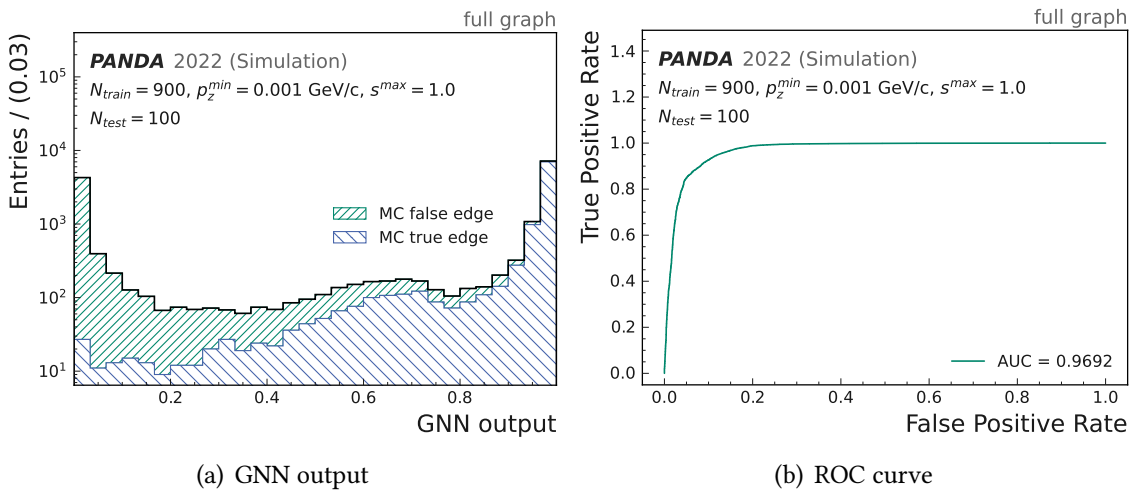 full graph
PANDA 2022 (Simulation)
N_train = 900, p_z^min = 0.001 GeV/c, s^max = 1.0
N_test = 100
Entries / (0.03)
10^5
10^4
10^3
10^2
10^1
MC false edge
MC true edge
0.2 0.4 0.6 0.8
GNN output
(a) GNN output
full graph
PANDA 2022 (Simulation)
N_train = 900, p_z^min = 0.001 GeV/c, s^max = 1.0
N_test = 100
True Positive Rate
1.4
1.2
1.0
0.8
0.6
0.4
0.2
0.0
AUC = 0.9692
0.0 0.2 0.4 0.6 0.8 1.0
False Positive Rate
(b) ROC curve